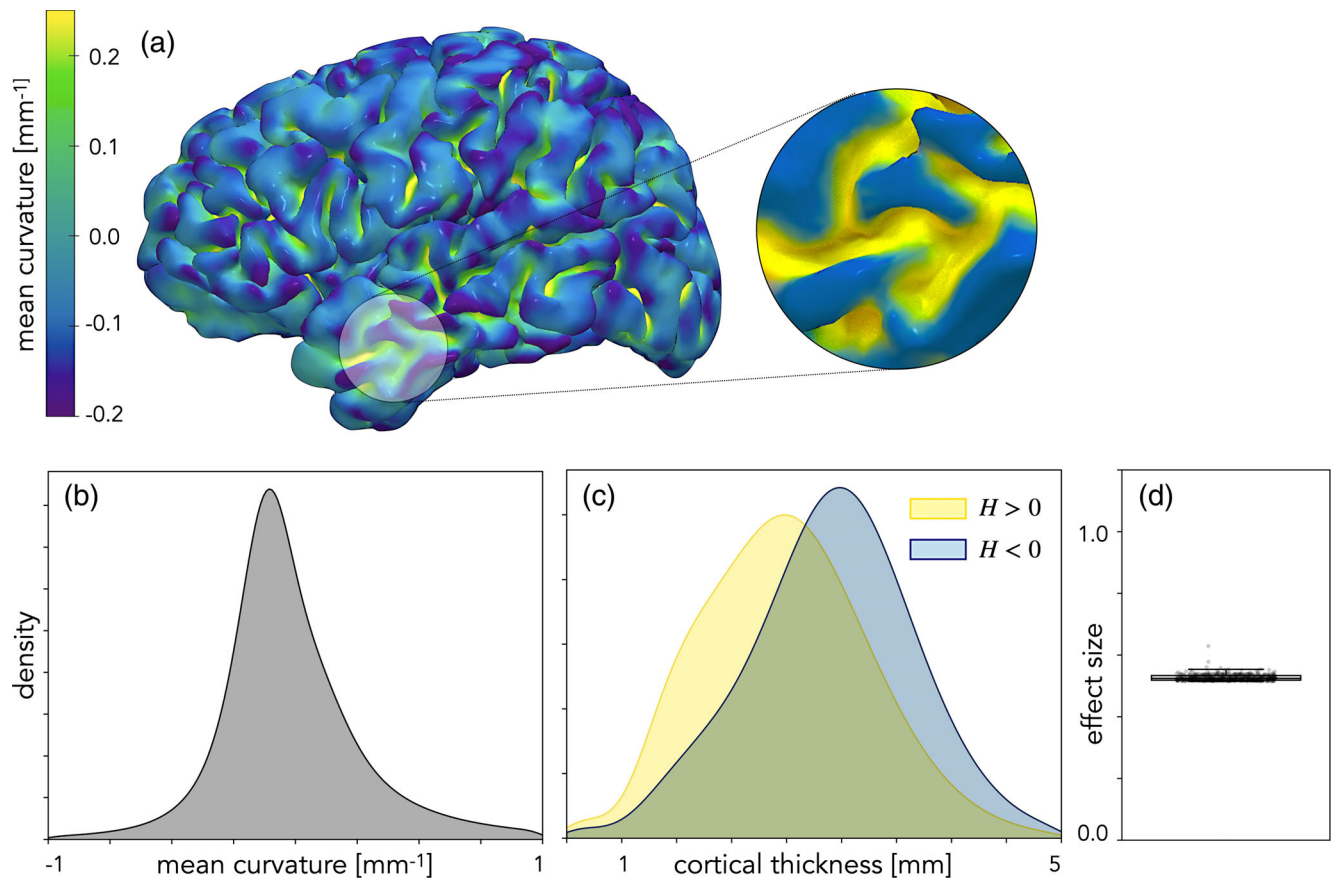 (a)
mean curvature [mm-1]
0.2
0.1
0.0
-0.1
-0.2
(b)
density
-1
1
mean curvature [mm-1]
(c)
H > 0
H < 0
1
5
cortical thickness [mm]
(d)
effect size
1.0
0.0